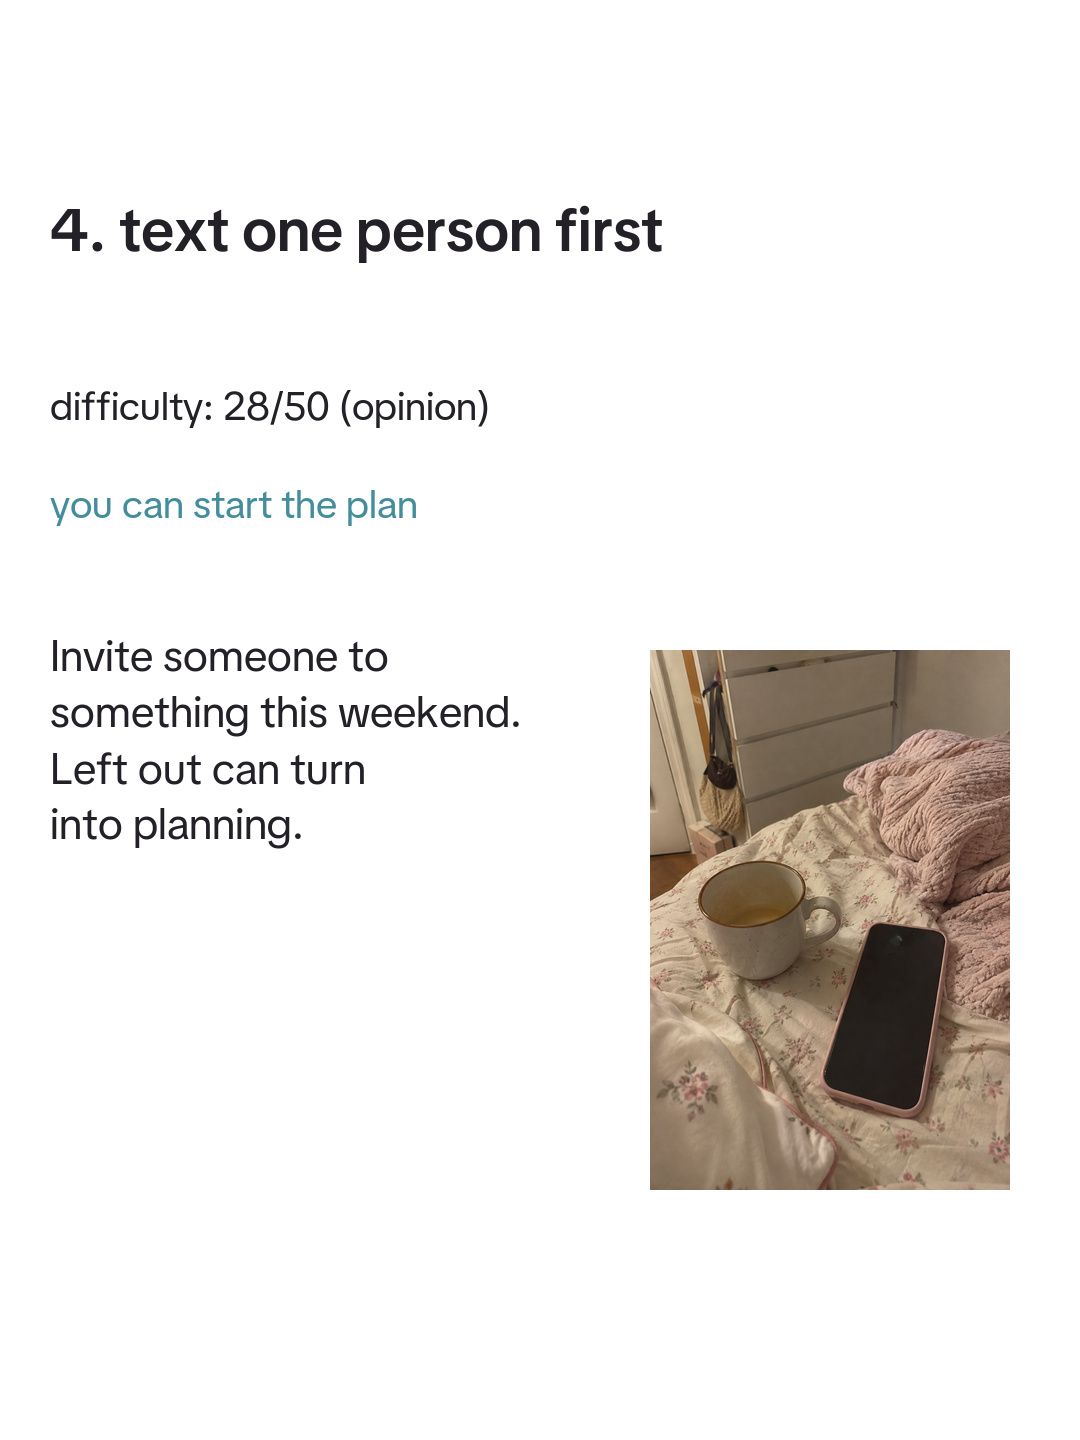 4. text one person first
difficulty: 28/50 (opinion)
you can start the plan
Invite someone to
something this weekend.
Left out can turn
into planning.